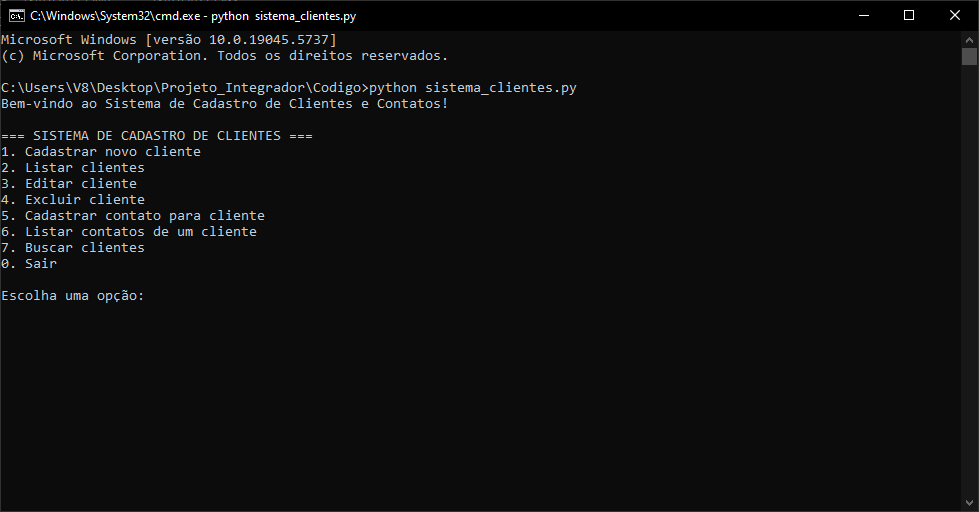 C:\Windows\System32\cmd.exe - python  sistema_clientes.py
Microsoft Windows [versão 10.0.19045.5737]
(c) Microsoft Corporation. Todos os direitos reservados.
C:\Users\V8\Desktop\Projeto_Integrador\Codigo>python sistema_clientes.py
Bem-vindo ao Sistema de Cadastro de Clientes e Contatos!
=== SISTEMA DE CADASTRO DE CLIENTES ===
1. Cadastrar novo cliente
2. Listar clientes
3. Editar cliente
4. Excluir cliente
5. Cadastrar contato para cliente
6. Listar contatos de um cliente
7. Buscar clientes
0. Sair
Escolha uma opção: